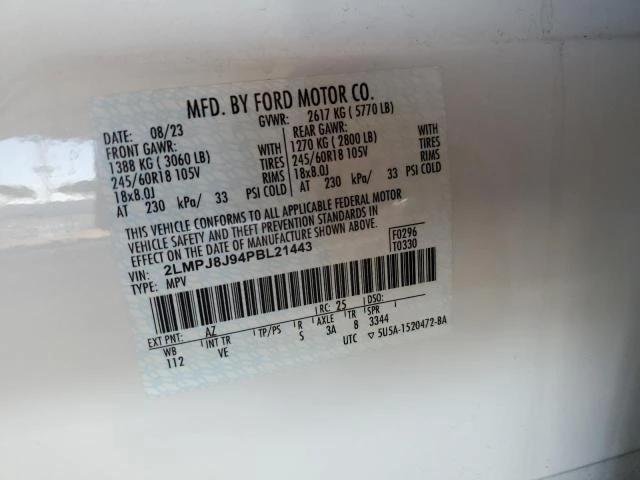 MFD. BY FORD MOTOR CO.
DATE: 08/23 GVWR: 2617 KG ( 5770 LB)
FRONT GAWR: WITH REAR GAWR: WITH
1388 KG ( 3060 LB) TIRES 1270 KG ( 2800 LB) TIRES
245/60R18 105V RIMS 245/60R18 105V RIMS
18x8.0J 18x8.0J
AT 230 kPa/ 33 PSI COLD AT 230 kPa/ 33 PSI COLD
THIS VEHICLE CONFORMS TO ALL APPLICABLE FEDERAL MOTOR
VEHICLE SAFETY AND THEFT PREVENTION STANDARDS IN
EFFECT ON THE DATE OF MANUFACTURE SHOWN ABOVE.
VIN: 2LMPJ8J94PBL21443 F0296
TYPE: MPV T0330
EXT PNT: AZ RC: 25 DSO:
WB INT TR TP/PS R AXLE TR SPR
112 VE S 3A 8 3344
UTC ▽ 5U5A-1520472-BA